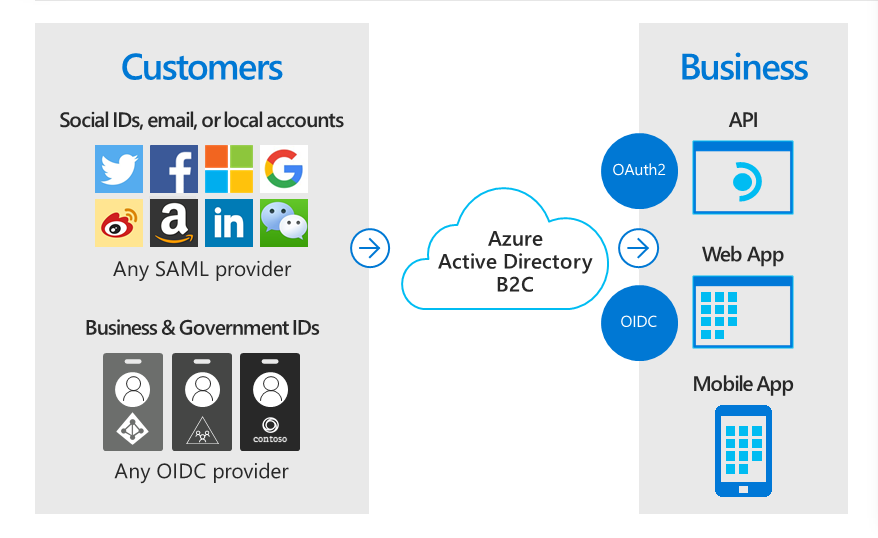 Customers
Social IDs, email, or local accounts
Any SAML provider
Business & Government IDs
contoso
Any OIDC provider
Azure
Active Directory
B2C
OAuth2
OIDC
Business
API
Web App
Mobile App